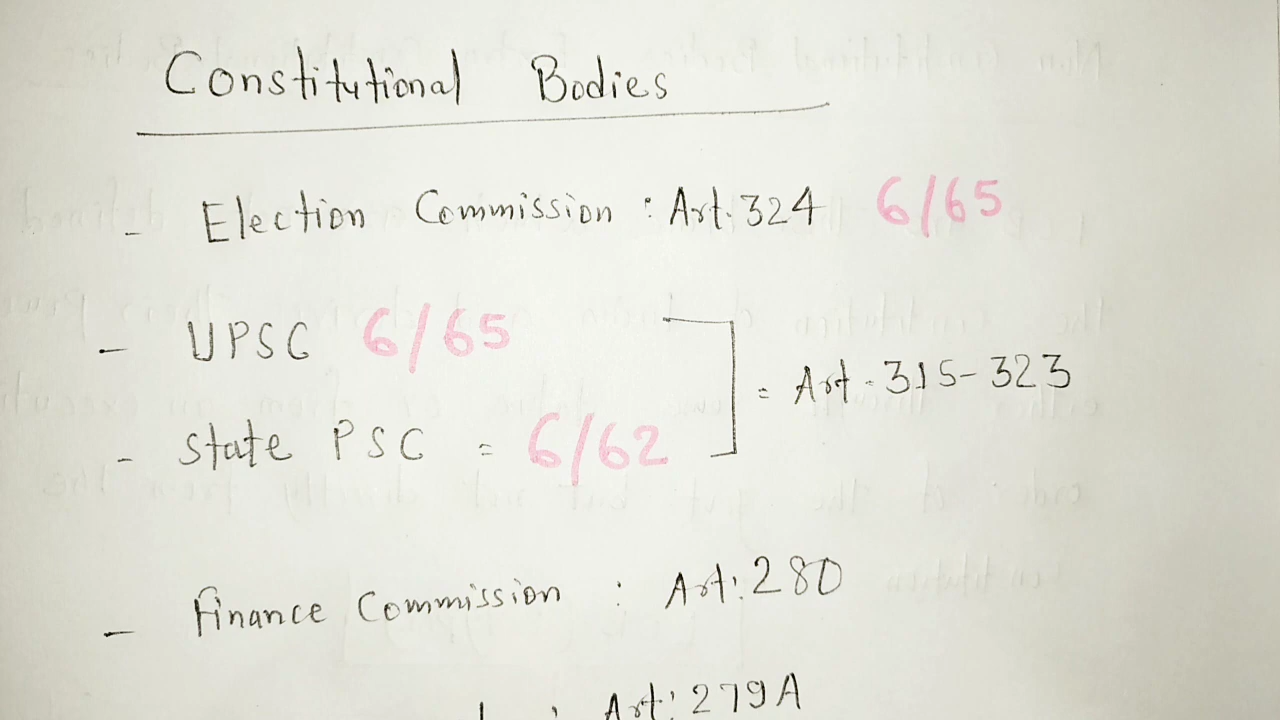 Constitutional Bodies
- Election Commission : Art. 324 6/65
- UPSC 6/65
= Art. 315-323
- State PSC = 6/62
- Finance Commission : Art: 280
: Art: 279A